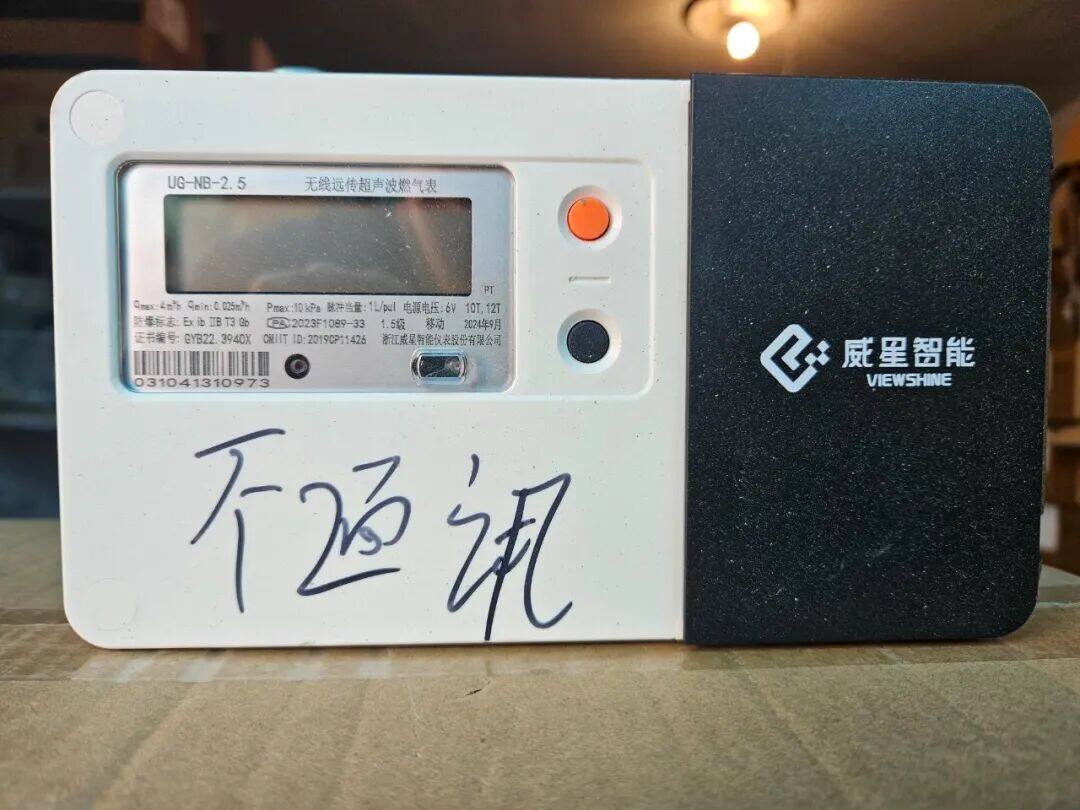 UG-NB-2.5 无线远传超声波燃气表
PT
qmax:4m³/h qmin:0.025m³/h Pmax:10kPa 脉冲当量:1L/pul 电源电压:6V 10T,12T
防爆标志: Ex ib ⅡB T3 Gb CPA 2023F1089-33 1.5级 移动 2024年9月
证书编号: GYB22.3940X CMIIT ID:2019CP11426 浙江威星智能仪表股份有限公司
031041310973
威星智能
VIEWSHINE
不通讯